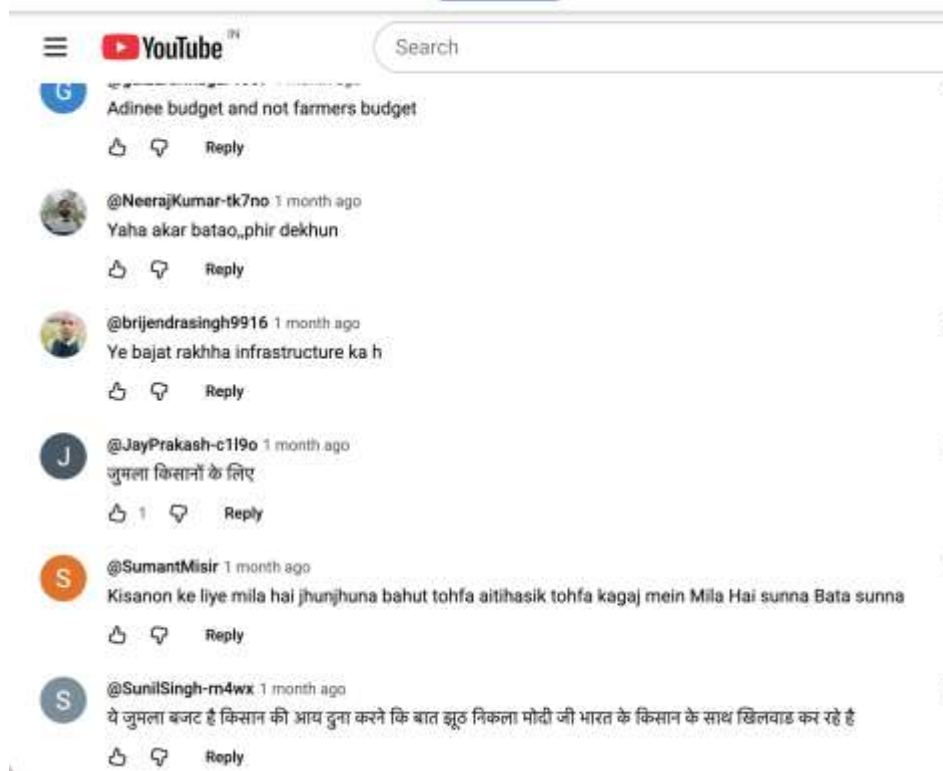 YouTube IN
Search
G
Adinee budget and not farmers budget
Reply
@NeerajKumar-tk7no 1 month ago
Yaha akar batao,,phir dekhun
Reply
@brijendrasingh9916 1 month ago
Ye bajat rakhha infrastructure ka h
Reply
J
@JayPrakash-c1l9o 1 month ago
जुमला किसानों के लिए
1 Reply
S
@SumantMisir 1 month ago
Kisanon ke liye mila hai jhunjhuna bahut tohfa aitihasik tohfa kagaj mein Mila Hai sunna Bata sunna
Reply
S
@SunilSingh-rn4wx 1 month ago
ये जुमला बजट है किसान की आय दुना करने कि बात झूठ निकला मोदी जी भारत के किसान के साथ खिलवाड कर रहे है
Reply